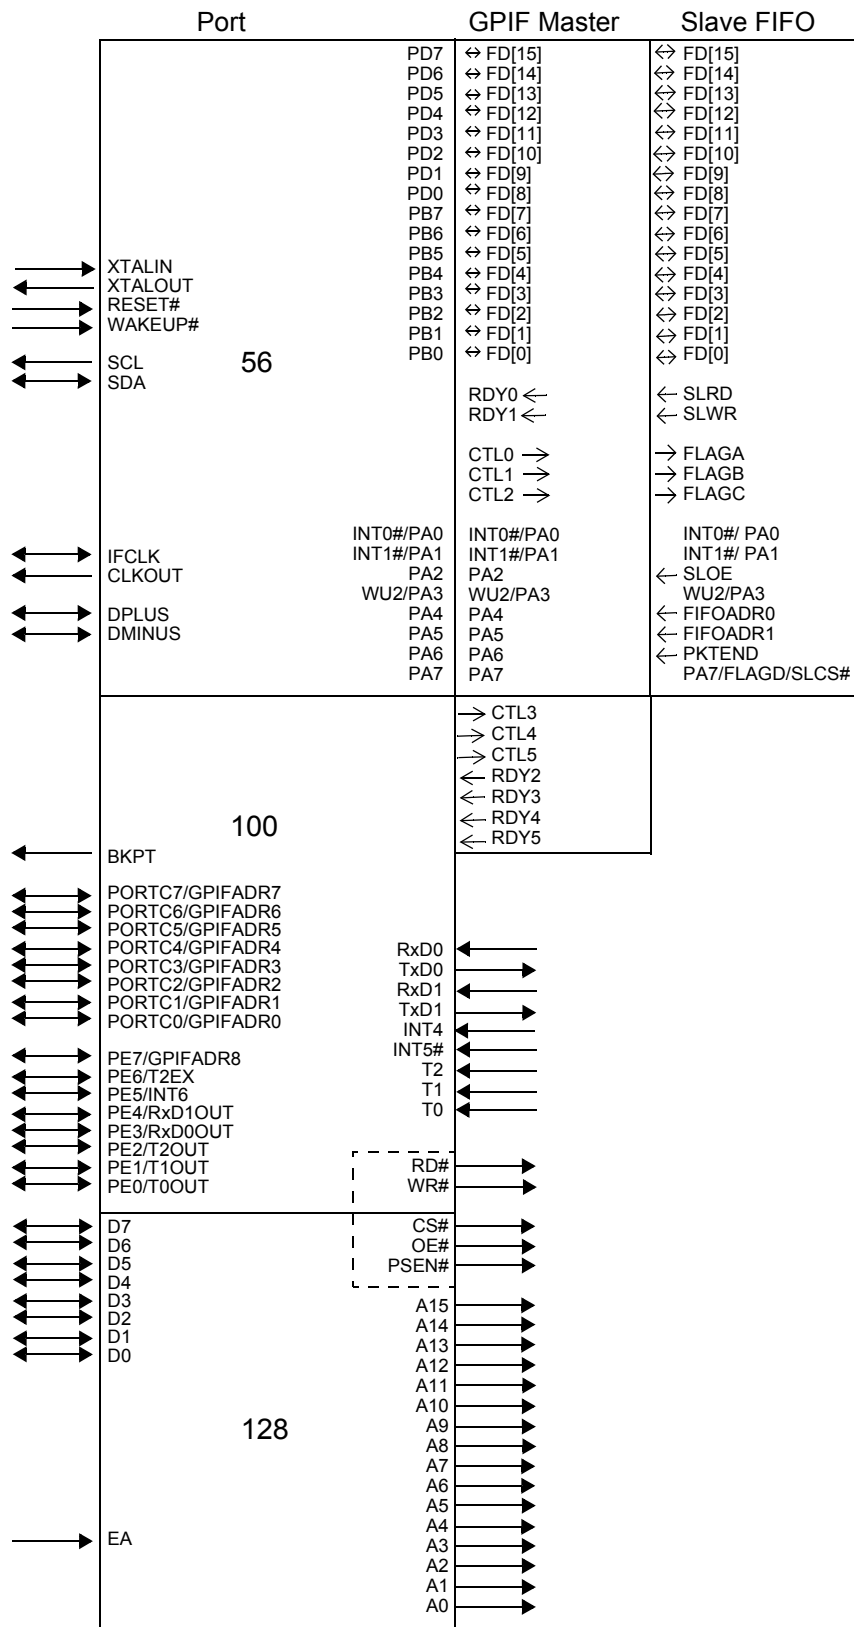 Port GPIF Master Slave FIFO
PD7 FD[15] FD[15]
PD6 FD[14] FD[14]
PD5 FD[13] FD[13]
PD4 FD[12] FD[12]
PD3 FD[11] FD[11]
PD2 FD[10] FD[10]
PD1 FD[9] FD[9]
PD0 FD[8] FD[8]
PB7 FD[7] FD[7]
PB6 FD[6] FD[6]
PB5 FD[5] FD[5]
XTALIN PB4 FD[4] FD[4]
XTALOUT PB3 FD[3] FD[3]
RESET# PB2 FD[2] FD[2]
WAKEUP# PB1 FD[1] FD[1]
SCL 56 PB0 FD[0] FD[0]
SDA
RDY0 SLRD
RDY1 SLWR
CTL0 FLAGA
CTL1 FLAGB
CTL2 FLAGC
INT0#/PA0 INT0#/PA0 INT0#/ PA0
IFCLK INT1#/PA1 INT1#/PA1 INT1#/ PA1
CLKOUT PA2 PA2 SLOE
WU2/PA3 WU2/PA3 WU2/PA3
DPLUS PA4 PA4 FIFOADR0
DMINUS PA5 PA5 FIFOADR1
PA6 PA6 PKTEND
PA7 PA7 PA7/FLAGD/SLCS#
CTL3
CTL4
CTL5
RDY2
RDY3
100 RDY4
RDY5
BKPT
PORTC7/GPIFADR7
PORTC6/GPIFADR6
PORTC5/GPIFADR5
PORTC4/GPIFADR4 RxD0
PORTC3/GPIFADR3 TxD0
PORTC2/GPIFADR2 RxD1
PORTC1/GPIFADR1 TxD1
PORTC0/GPIFADR0 INT4
PE7/GPIFADR8 INT5#
PE6/T2EX T2
PE5/INT6 T1
PE4/RxD1OUT T0
PE3/RxD0OUT
PE2/T2OUT
PE1/T1OUT RD#
PE0/T0OUT WR#
D7 CS#
D6 OE#
D5 PSEN#
D4
D3 A15
D2 A14
D1 A13
D0 A12
A11
A10
128 A9
A8
A7
A6
A5
EA A4
A3
A2
A1
A0